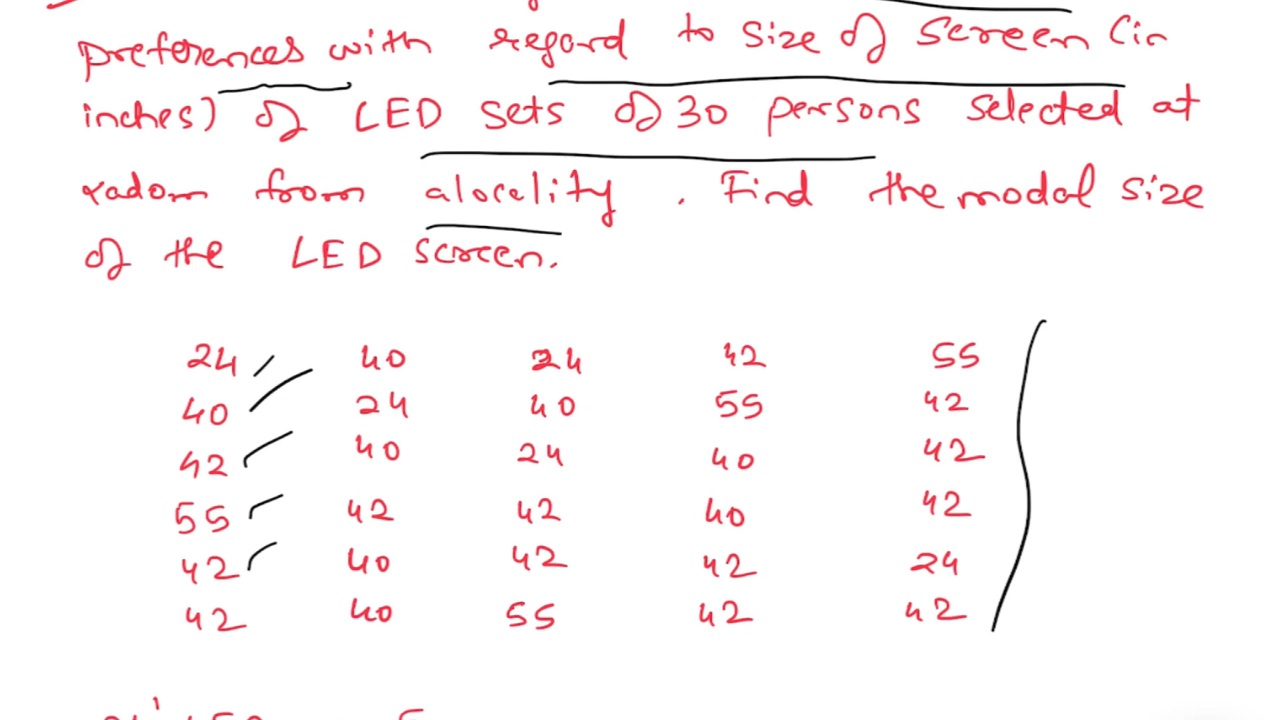 preferences with regard to size of screen (in
inches) of LED sets of 30 persons selected at
radom from alocality . Find the modal size
of the LED screen.
24 40 24 42 55
40 24 40 55 42
42 40 24 40 42
55 42 42 40 42
42 40 42 42 24
42 40 55 42 42